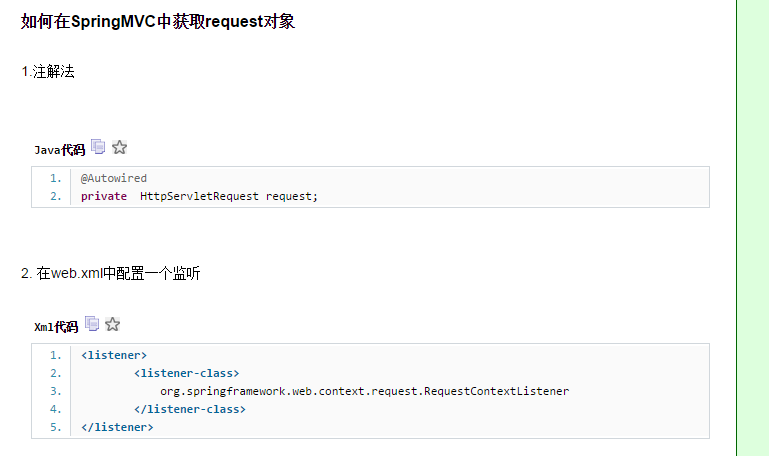 如何在SpringMVC中获取request对象
1.注解法
Java代码
1. @Autowired
2. private  HttpServletRequest request;
2. 在web.xml中配置一个监听
Xml代码
1. <listener>
2.         <listener-class>
3.             org.springframework.web.context.request.RequestContextListener
4.         </listener-class>
5. </listener>